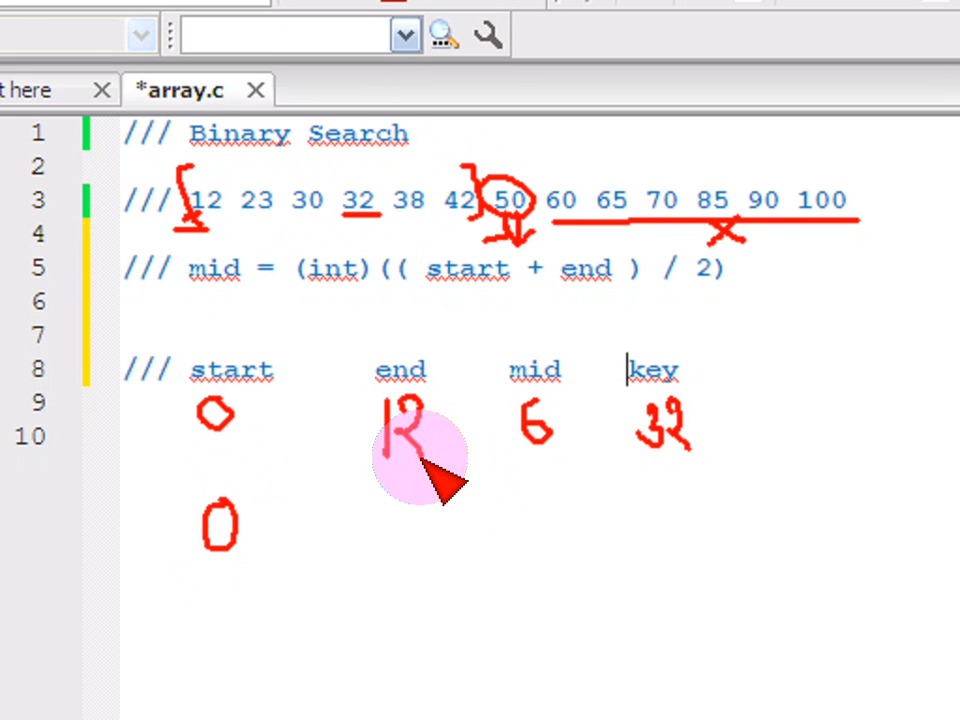 t here
*array.c
1 /// Binary Search
2
3 /// 12 23 30 32 38 42 50 60 65 70 85 90 100
4
5 /// mid = (int)(( start + end ) / 2)
6
7
8 /// start end mid key
9 0 12 6 32
10
0